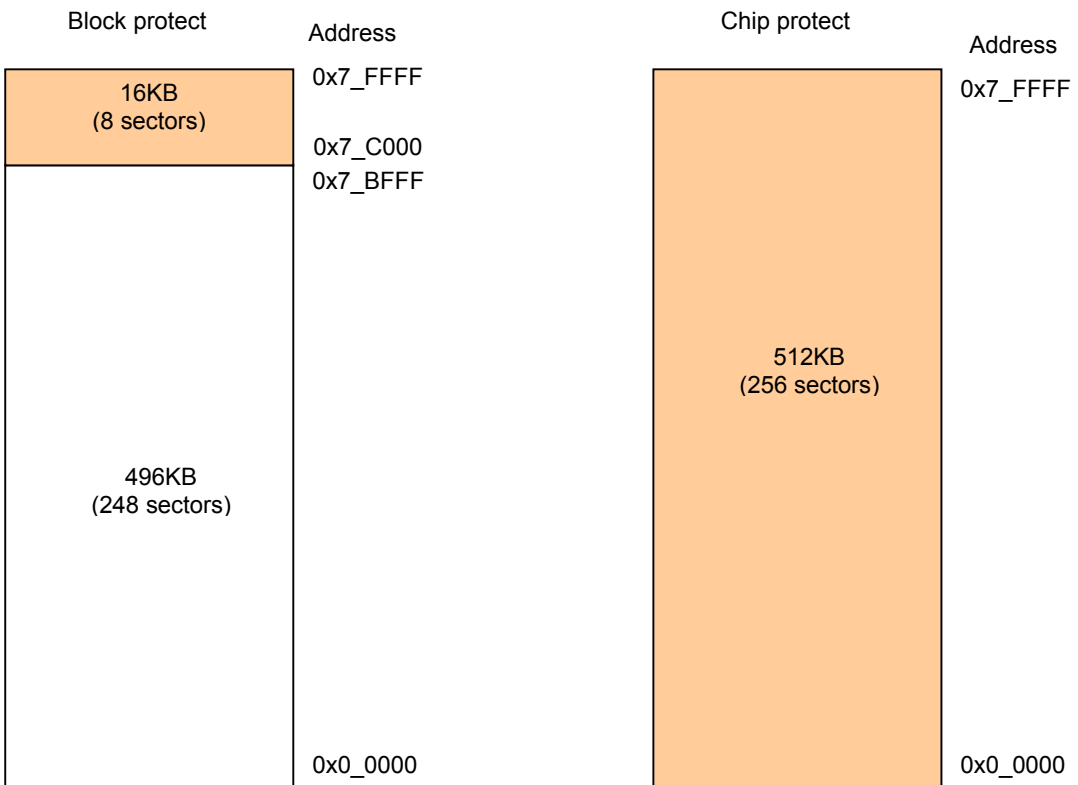 Block protect
Address
0x7_FFFF
16KB
(8 sectors)
0x7_C000
0x7_BFFF
496KB
(248 sectors)
0x0_0000
Chip protect
Address
0x7_FFFF
512KB
(256 sectors)
0x0_0000